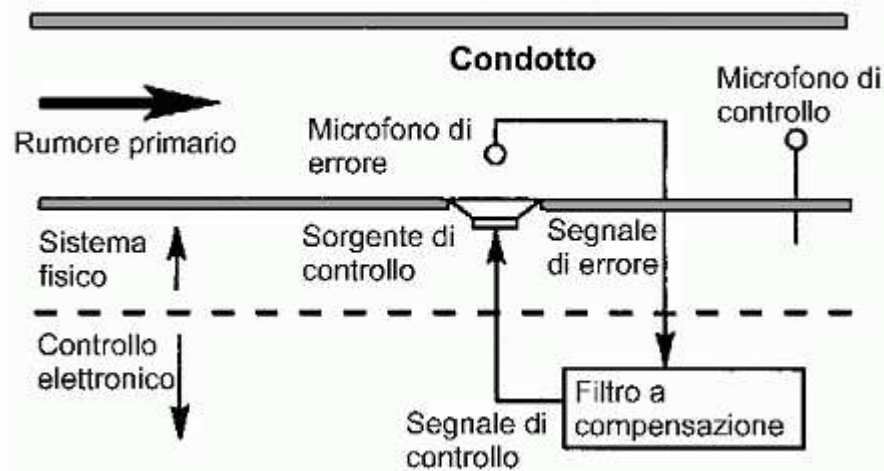 Condotto
Microfono di
controllo
Rumore primario
Microfono di
errore
Sistema
fisico
Sorgente di
controllo
Segnale
di errore
Controllo
elettronico
Segnale di
controllo
Filtro a
compensazione